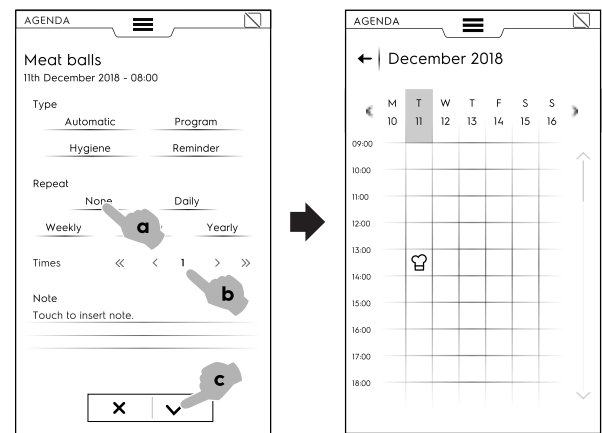 AGENDA
Meat balls
11th December 2018 - 08:00
Type
Automatic Program
Hygiene Reminder
Repeat
None Daily
Weekly Yearly
Times « < 1 > »
Note
Touch to insert note.
a
b
c
AGENDA
December 2018
M T W T F S S
10 11 12 13 14 15 16
09:00
10:00
11:00
12:00
13:00
14:00
15:00
16:00
17:00
18:00